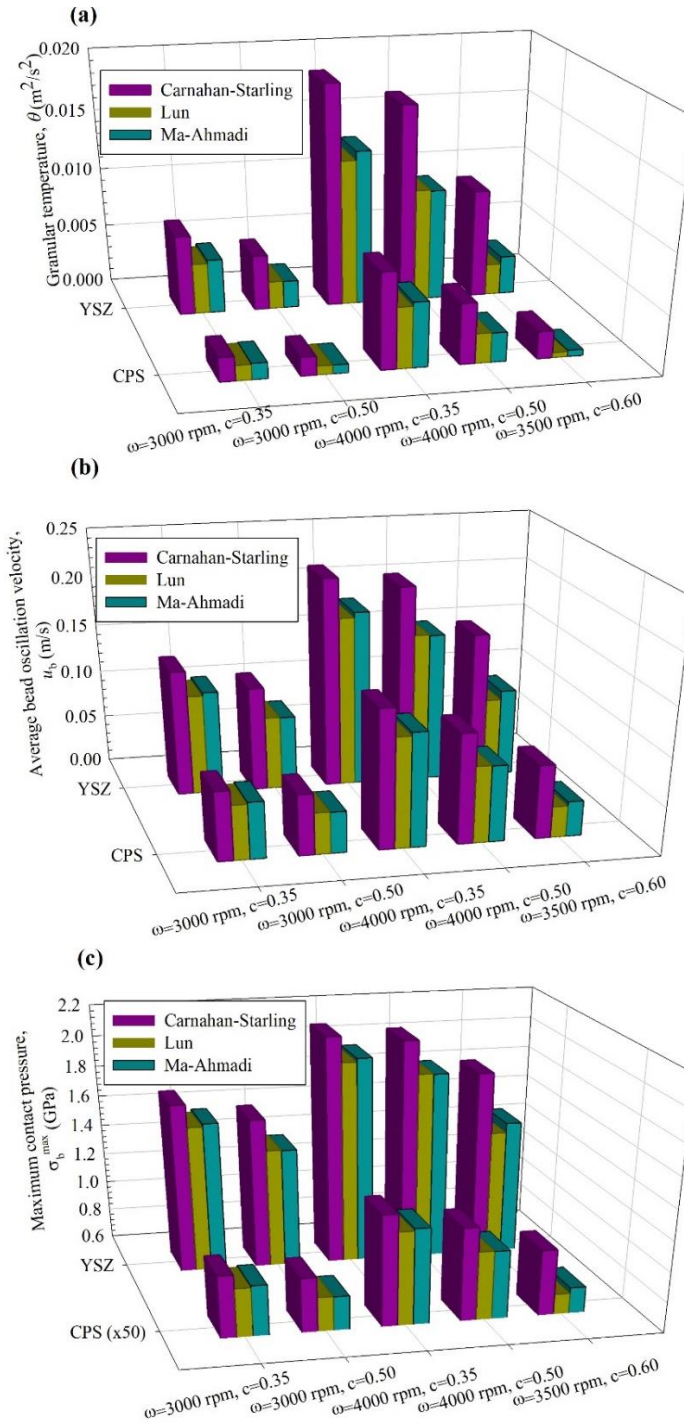 (a)
0.020
0.015
0.010
0.005
0.000
Granular temperature, θ (m²/s²)
Carnahan-Starling
Lun
Ma-Ahmadi
YSZ
CPS
ω=3000 rpm, c=0.35
ω=3000 rpm, c=0.50
ω=4000 rpm, c=0.35
ω=4000 rpm, c=0.50
ω=3500 rpm, c=0.60
(b)
0.25
0.20
0.15
0.10
0.05
0.00
Average bead oscillation velocity,
u_b (m/s)
Carnahan-Starling
Lun
Ma-Ahmadi
YSZ
CPS
ω=3000 rpm, c=0.35
ω=3000 rpm, c=0.50
ω=4000 rpm, c=0.35
ω=4000 rpm, c=0.50
ω=3500 rpm, c=0.60
(c)
2.2
2.0
1.8
1.6
1.4
1.2
1.0
0.8
0.6
Maximum contact pressure,
σ_b^max (GPa)
Carnahan-Starling
Lun
Ma-Ahmadi
YSZ
CPS (x50)
ω=3000 rpm, c=0.35
ω=3000 rpm, c=0.50
ω=4000 rpm, c=0.35
ω=4000 rpm, c=0.50
ω=3500 rpm, c=0.60